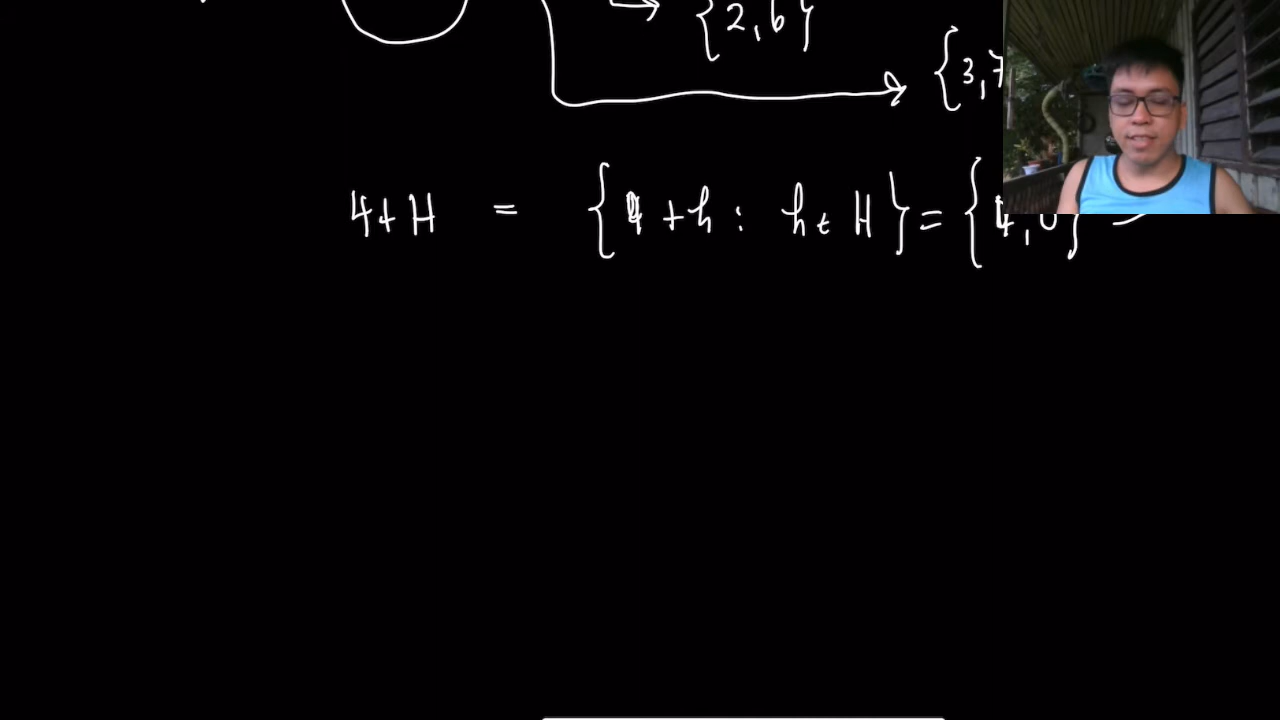 {2,6}
{3,7
4+H = {4+h: h∈H} = {4,0}